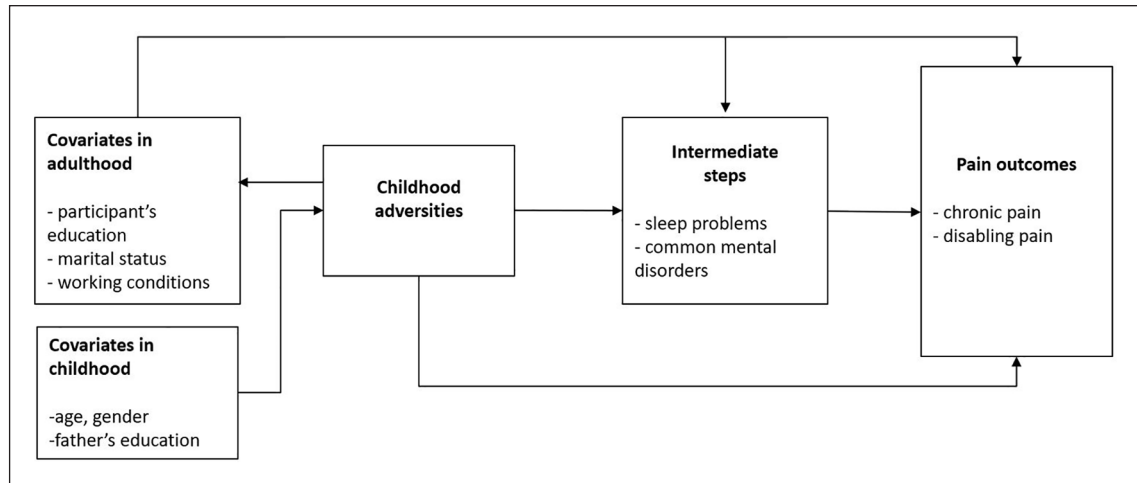 Covariates in
adulthood
- participant's
education
- marital status
- working conditions
Covariates in
childhood
-age, gender
-father's education
Childhood
adversities
Intermediate
steps
- sleep problems
- common mental
disorders
Pain outcomes
- chronic pain
- disabling pain